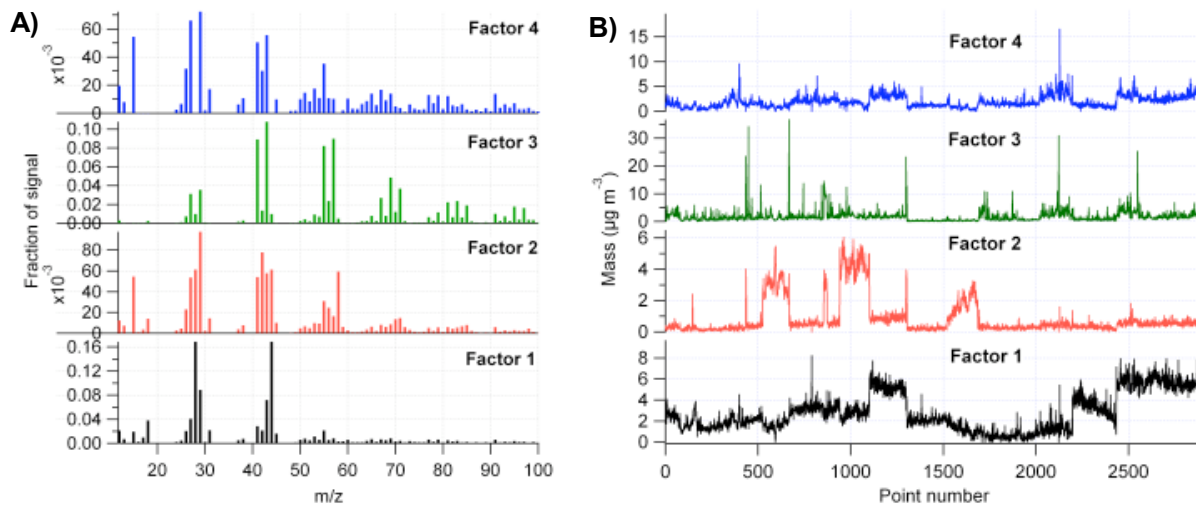 A)
Fraction of signal
x10⁻³
60
40
20
0
Factor 4
0.10
0.08
0.06
0.04
0.02
0.00
Factor 3
x10⁻³
80
60
40
20
0
Factor 2
0.16
0.12
0.08
0.04
0.00
Factor 1
20 30 40 50 60 70 80 90 100
m/z
B)
Mass (µg m⁻³)
15
10
5
0
Factor 4
30
20
10
0
Factor 3
6
4
2
0
Factor 2
8
6
4
2
0
Factor 1
0 500 1000 1500 2000 2500
Point number